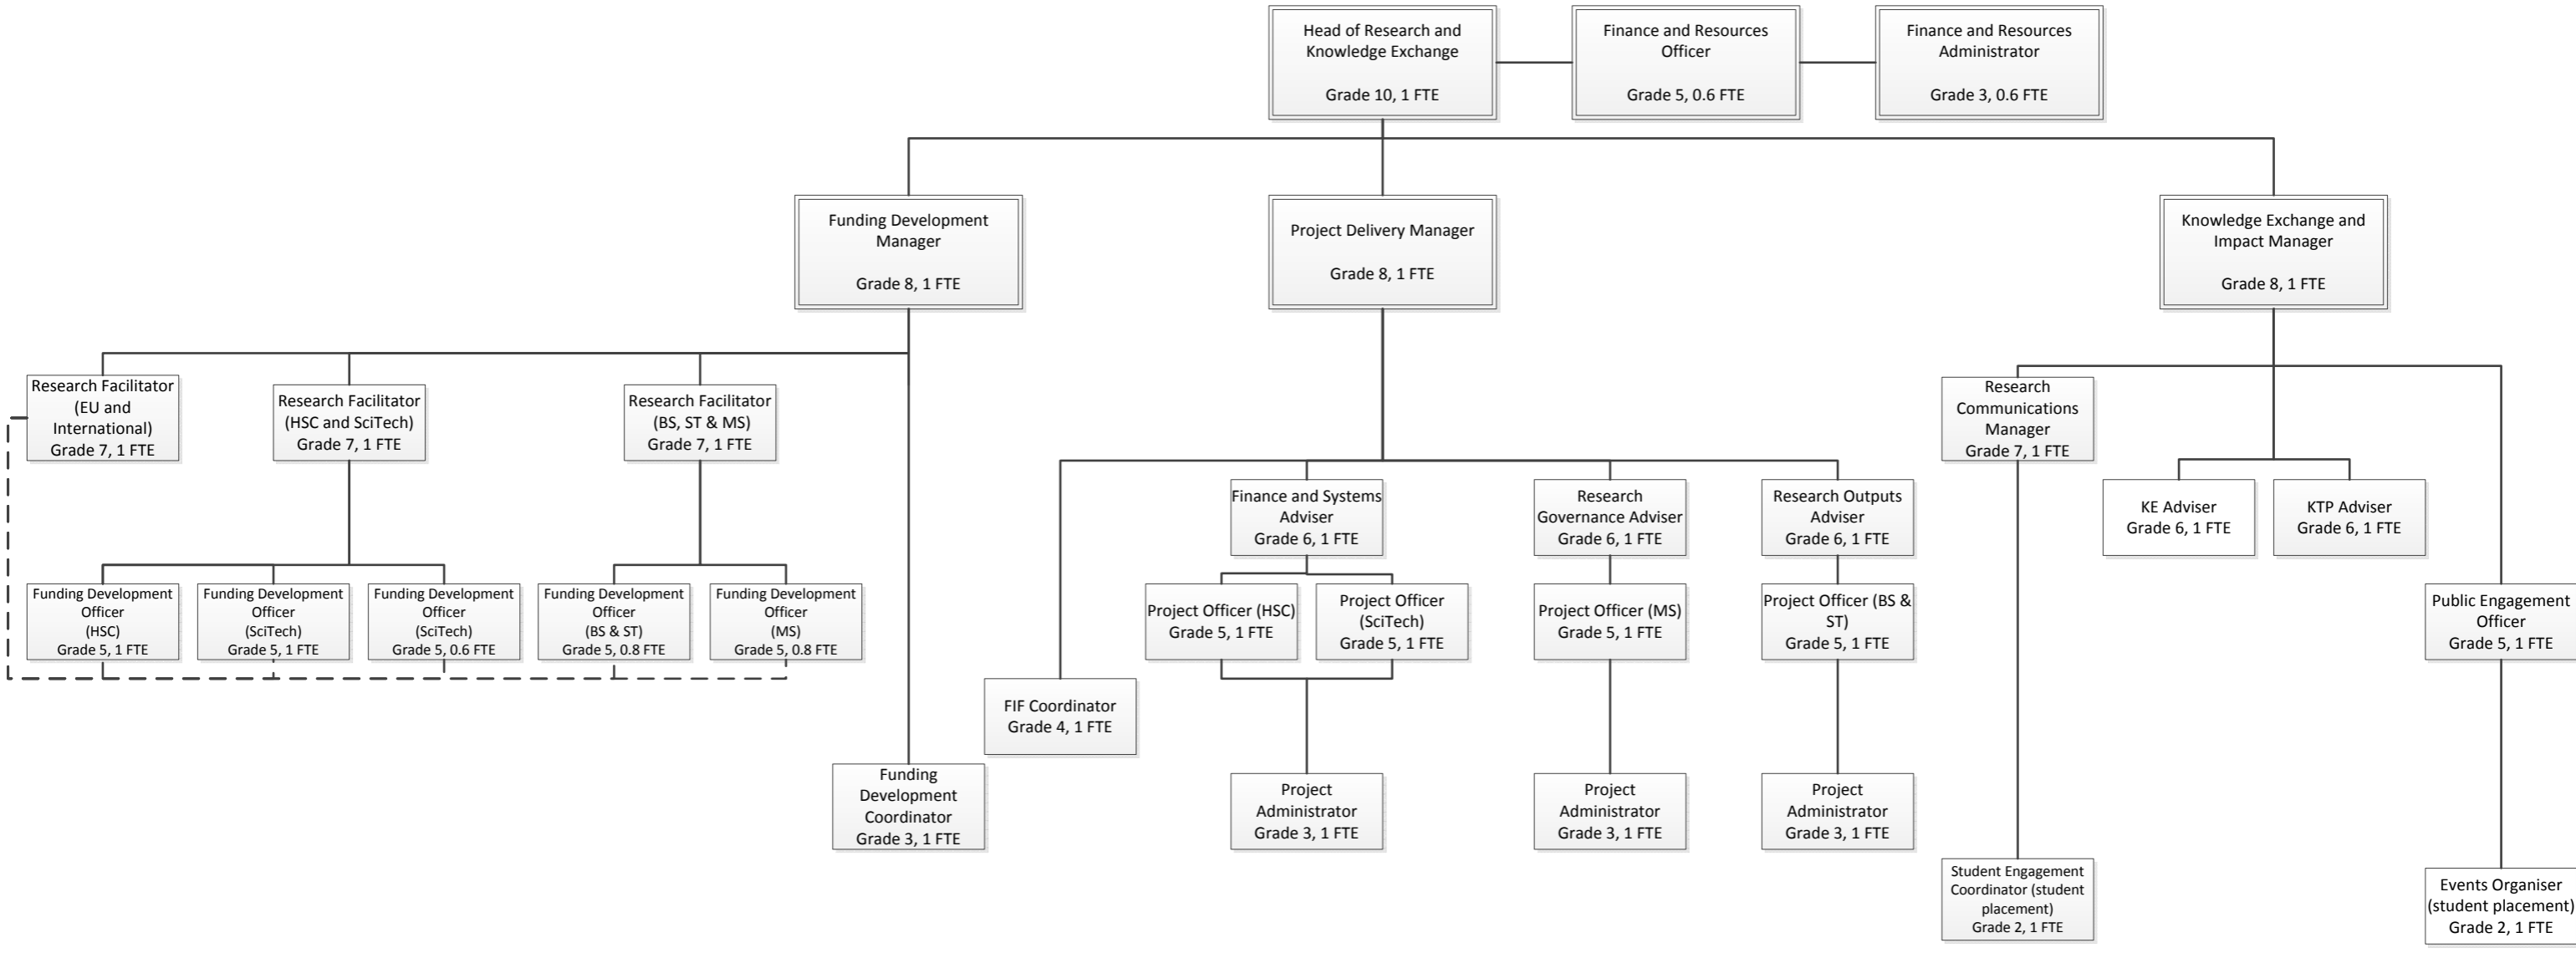 Head of Research and
Knowledge Exchange
Grade 10, 1 FTE
Finance and Resources
Officer
Grade 5, 0.6 FTE
Finance and Resources
Administrator
Grade 3, 0.6 FTE
Funding Development
Manager
Grade 8, 1 FTE
Project Delivery Manager
Grade 8, 1 FTE
Knowledge Exchange and
Impact Manager
Grade 8, 1 FTE
Research Facilitator
(EU and
International)
Grade 7, 1 FTE
Research Facilitator
(HSC and SciTech)
Grade 7, 1 FTE
Research Facilitator
(BS, ST & MS)
Grade 7, 1 FTE
Research
Communications
Manager
Grade 7, 1 FTE
Finance and Systems
Adviser
Grade 6, 1 FTE
Research
Governance Adviser
Grade 6, 1 FTE
Research Outputs
Adviser
Grade 6, 1 FTE
KE Adviser
Grade 6, 1 FTE
KTP Adviser
Grade 6, 1 FTE
Funding Development
Officer
(HSC)
Grade 5, 1 FTE
Funding Development
Officer
(SciTech)
Grade 5, 1 FTE
Funding Development
Officer
(SciTech)
Grade 5, 0.6 FTE
Funding Development
Officer
(BS & ST)
Grade 5, 0.8 FTE
Funding Development
Officer
(MS)
Grade 5, 0.8 FTE
Project Officer (HSC)
Grade 5, 1 FTE
Project Officer
(SciTech)
Grade 5, 1 FTE
Project Officer (MS)
Grade 5, 1 FTE
Project Officer (BS &
ST)
Grade 5, 1 FTE
Public Engagement
Officer
Grade 5, 1 FTE
FIF Coordinator
Grade 4, 1 FTE
Funding
Development
Coordinator
Grade 3, 1 FTE
Project
Administrator
Grade 3, 1 FTE
Project
Administrator
Grade 3, 1 FTE
Project
Administrator
Grade 3, 1 FTE
Student Engagement
Coordinator (student
placement)
Grade 2, 1 FTE
Events Organiser
(student placement)
Grade 2, 1 FTE